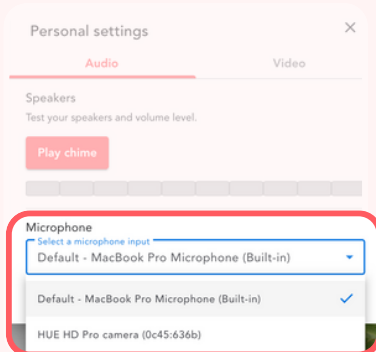 Personal settings
Audio Video
Speakers
Test your speakers and volume level.
Play chime
Microphone
Select a microphone input
Default - MacBook Pro Microphone (Built-in)
Default - MacBook Pro Microphone (Built-in)
HUE HD Pro camera (0c45:636b)